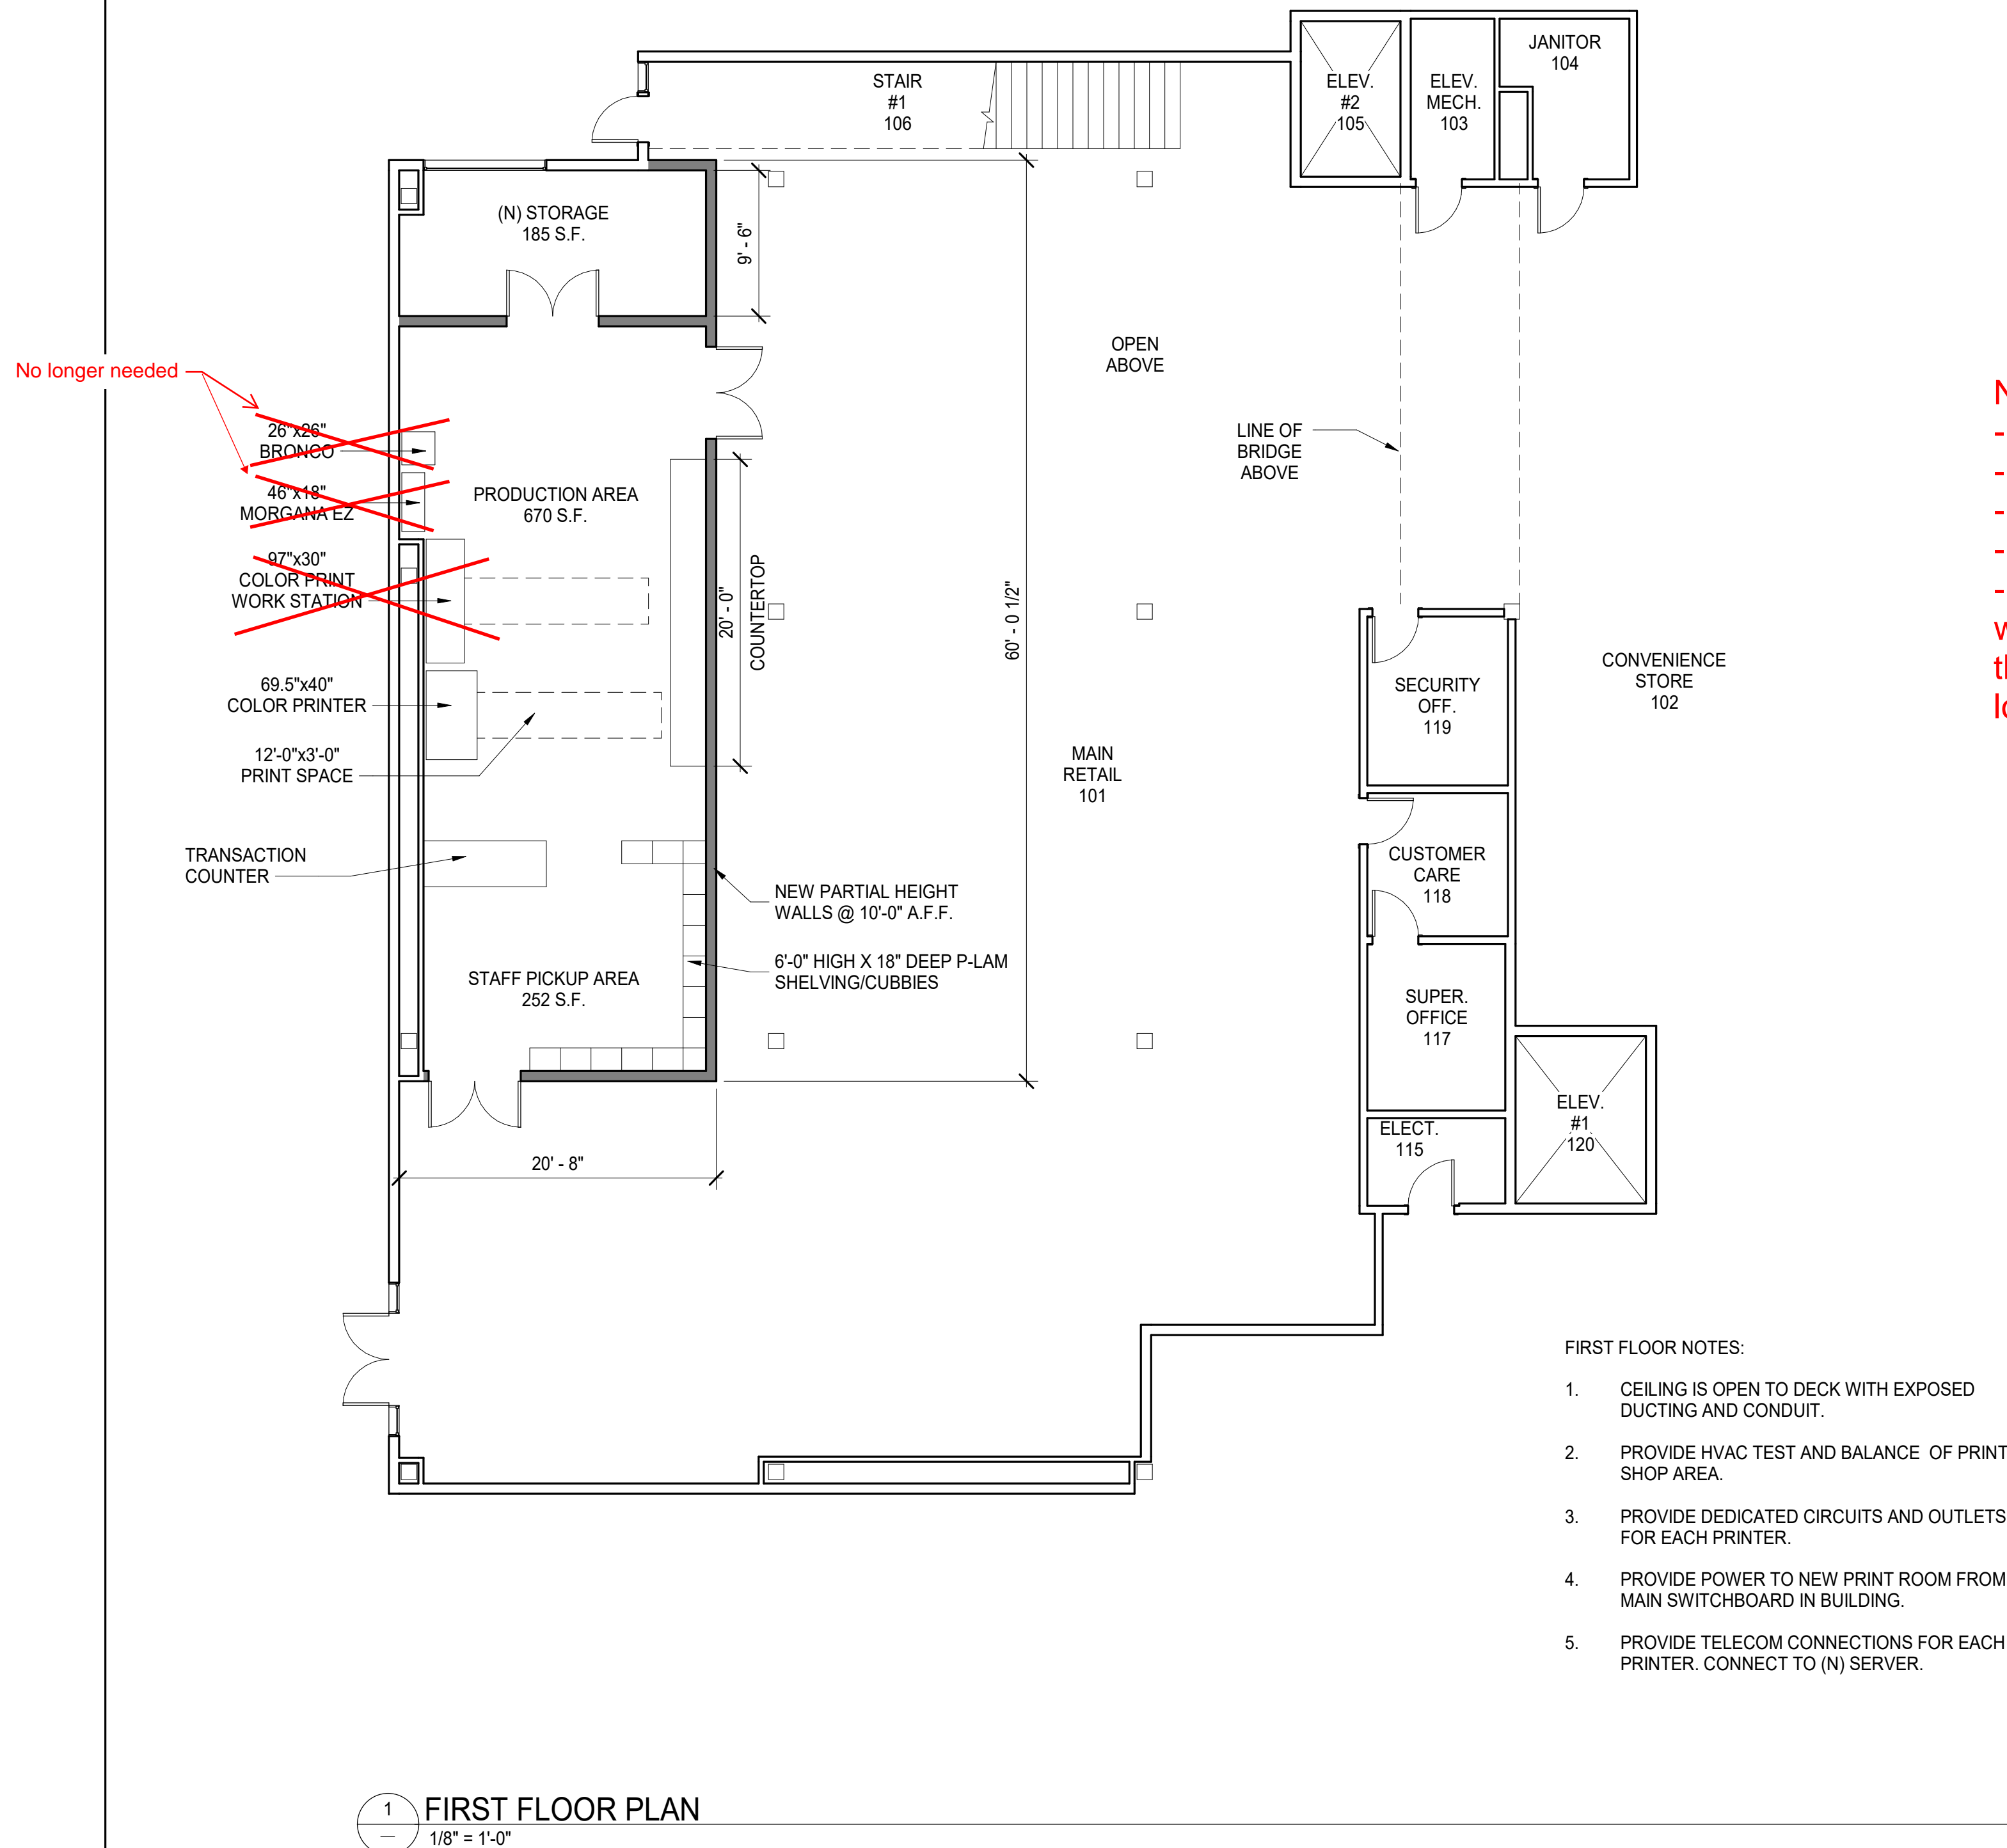 JANITOR
104
ELEV.
#2
105
ELEV.
MECH.
103
STAIR
#1
106
(N) STORAGE
185 S.F.
9' - 6"
OPEN
ABOVE
No longer needed
26"x26"
BRONCO
46"x18"
MORGANA EZ
97"x30"
COLOR PRINT
WORK STATION
69.5"x40"
COLOR PRINTER
12'-0"x3'-0"
PRINT SPACE
PRODUCTION AREA
670 S.F.
20' - 0"
COUNTERTOP
60' - 0 1/2"
LINE OF
BRIDGE
ABOVE
SECURITY
OFF.
119
CONVENIENCE
STORE
102
MAIN
RETAIL
101
TRANSACTION
COUNTER
CUSTOMER
CARE
118
NEW PARTIAL HEIGHT
WALLS @ 10'-0" A.F.F.
6'-0" HIGH X 18" DEEP P-LAM
SHELVING/CUBBIES
STAFF PICKUP AREA
252 S.F.
SUPER.
OFFICE
117
ELEV.
#1
120
ELECT.
115
20' - 8"
FIRST FLOOR NOTES:
1. CEILING IS OPEN TO DECK WITH EXPOSED
DUCTING AND CONDUIT.
2. PROVIDE HVAC TEST AND BALANCE OF PRINT
SHOP AREA.
3. PROVIDE DEDICATED CIRCUITS AND OUTLETS
FOR EACH PRINTER.
4. PROVIDE POWER TO NEW PRINT ROOM FROM
MAIN SWITCHBOARD IN BUILDING.
5. PROVIDE TELECOM CONNECTIONS FOR EACH
PRINTER. CONNECT TO (N) SERVER.
1
FIRST FLOOR PLAN
1/8" = 1'-0"